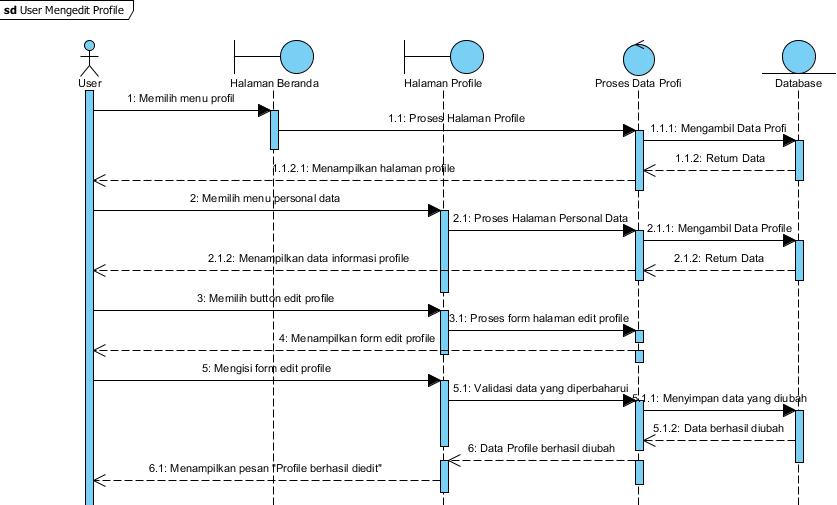 sd User Mengedit Profile
User
Halaman Beranda
Halaman Profile
Proses Data Profi
Database
1: Memilih menu profil
1.1: Proses Halaman Profile
1.1.1: Mengambil Data Profi
1.1.2: Return Data
1.1.2.1: Menampilkan halaman profile
2: Memilih menu personal data
2.1: Proses Halaman Personal Data
2.1.1: Mengambil Data Profile
2.1.2: Menampilkan data informasi profile
2.1.2: Return Data
3: Memilih button edit profile
3.1: Proses form halaman edit profile
4: Menampilkan form edit profile
5: Mengisi form edit profile
5.1: Validasi data yang diperbaharui
5.1.1: Menyimpan data yang diubah
5.1.2: Data berhasil diubah
6: Data Profile berhasil diubah
6.1: Menampilkan pesan "Profile berhasil diedit"